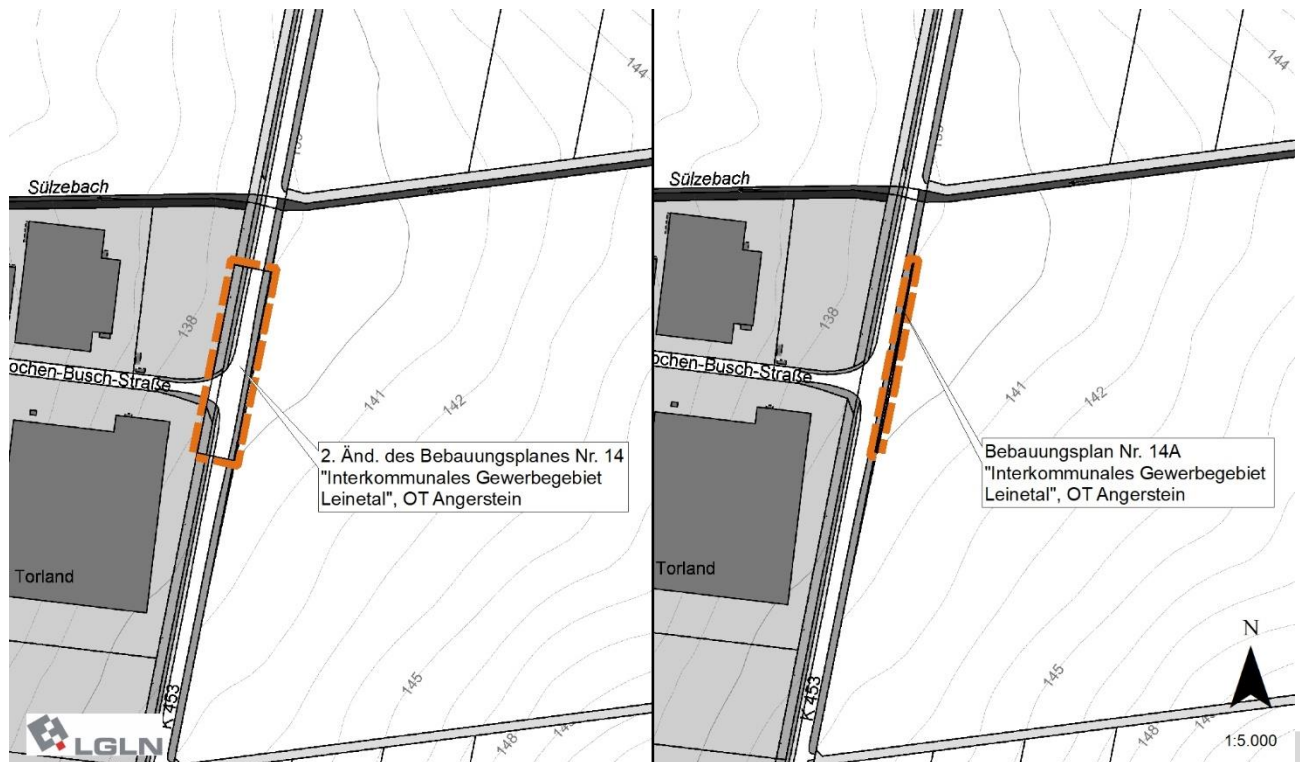 144
139
Sülzebach
138
141
142
ochen-Busch-Straße
2. Änd. des Bebauungsplanes Nr. 14
"Interkommunales Gewerbegebiet
Leinetal", OT Angerstein
Torland
145
K 453
148
LGLN
144
Sülzebach
138
141
142
ochen-Busch-Straße
Bebauungsplan Nr. 14A
"Interkommunales Gewerbegebiet
Leinetal", OT Angerstein
Torland
145
K 453
148
N
1:5.000